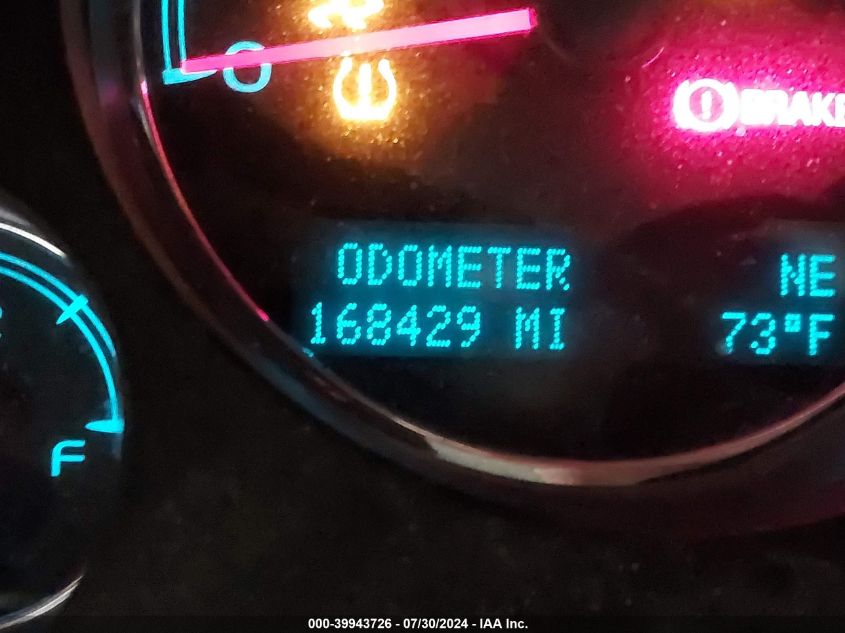 0
BRAKE
ODOMETER
NE
168429 MI
73°F
F
000-39943726 - 07/30/2024 - IAA Inc.